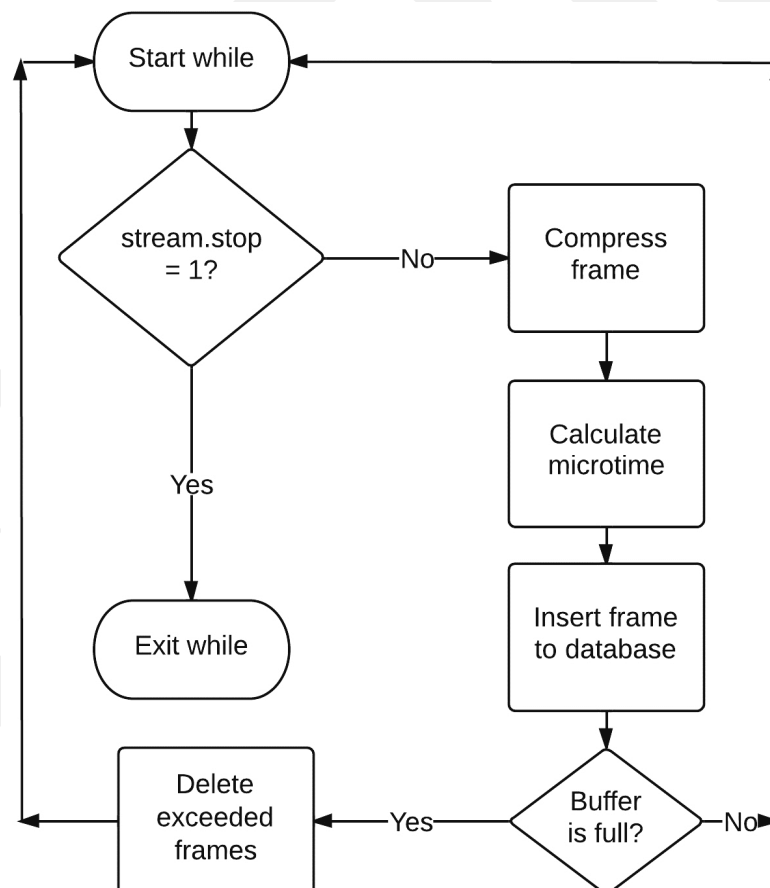 Start while
stream.stop
= 1?
No
Compress
frame
Calculate
microtime
Yes
Insert frame
to database
Exit while
Delete
exceeded
frames
Yes
Buffer
is full?
No